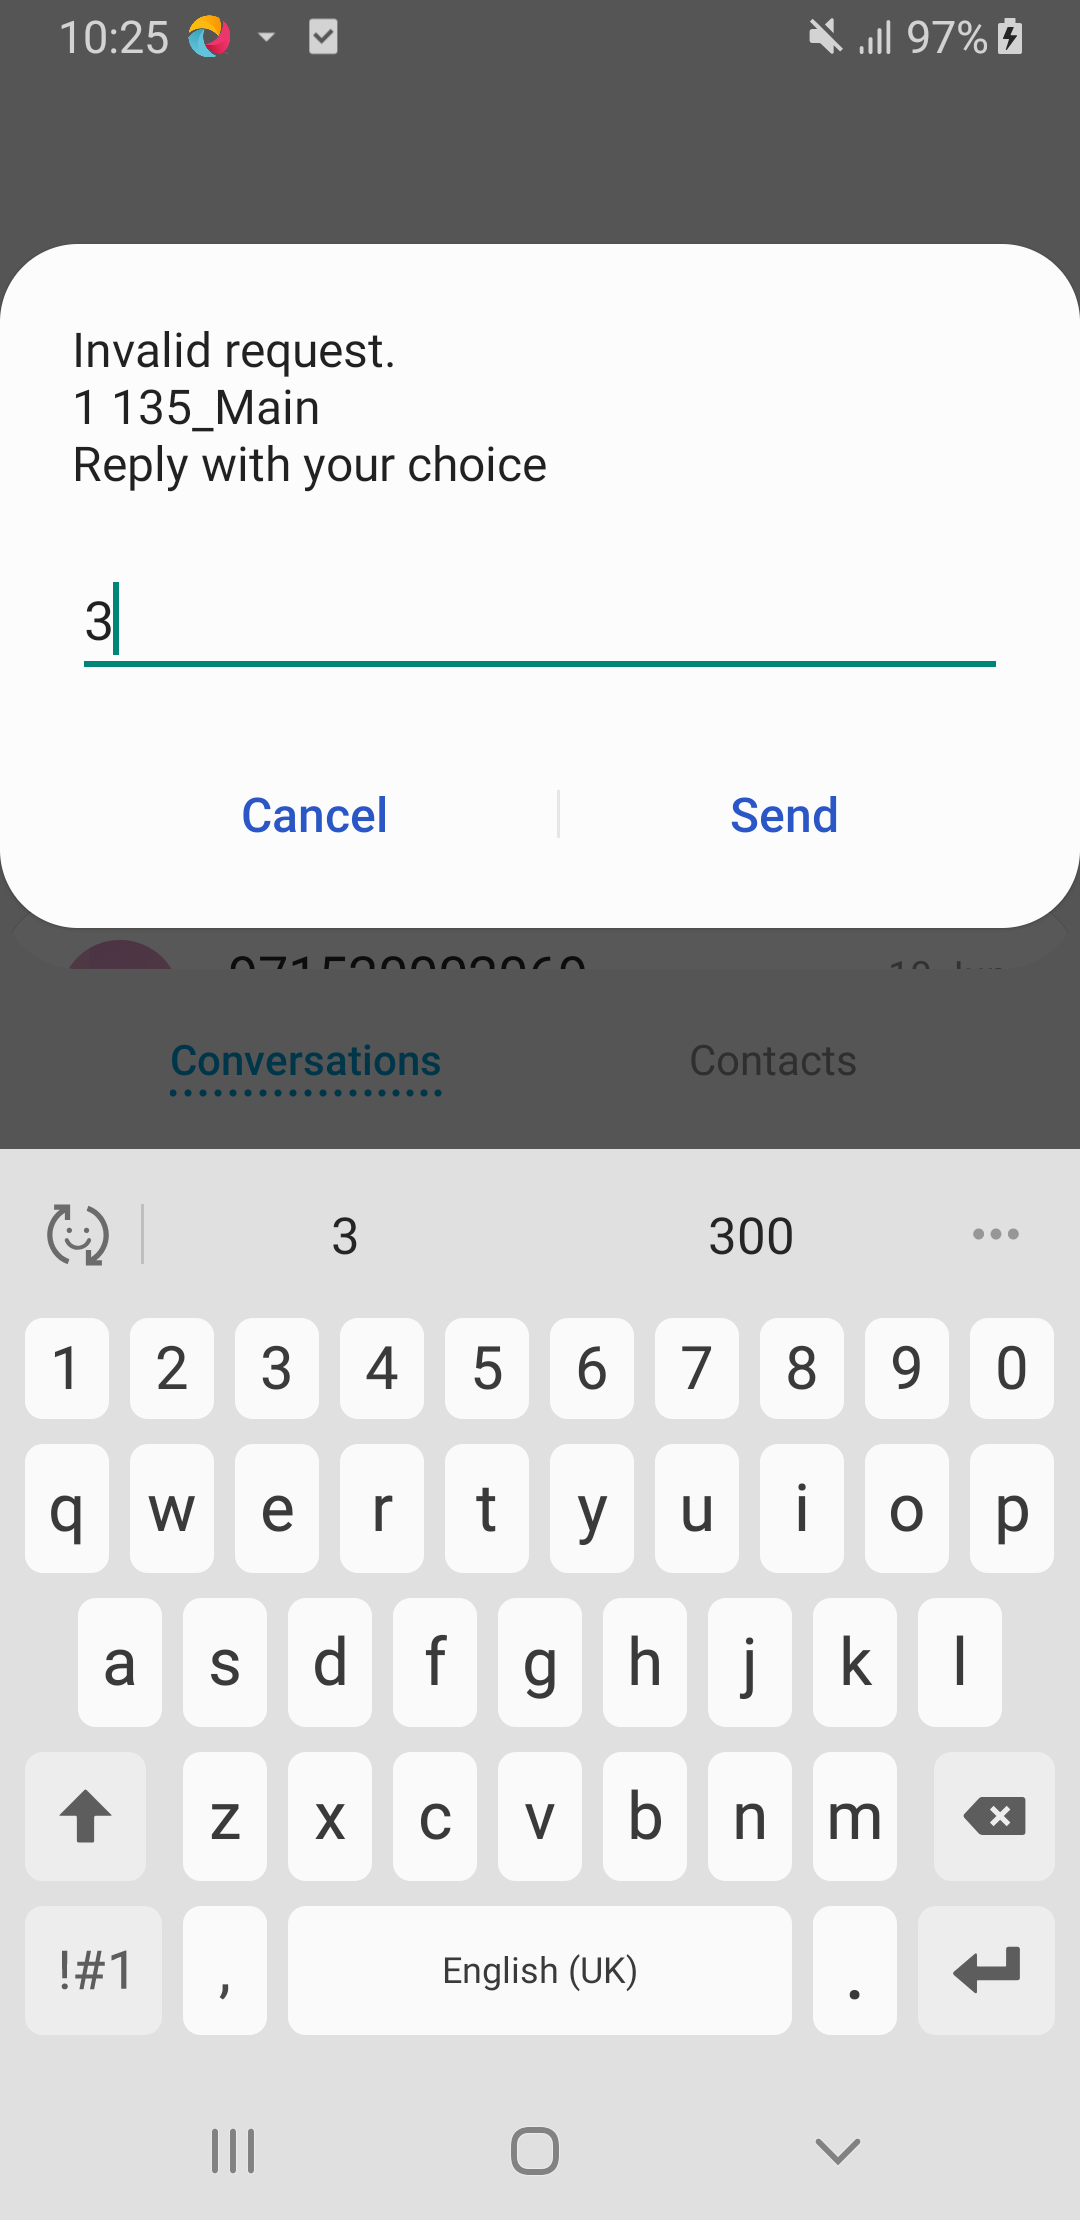 10:25
97%
Invalid request.
1 135_Main
Reply with your choice
3
Cancel
Send
Conversations
Contacts
3
300
1 2 3 4 5 6 7 8 9 0
q w e r t y u i o p
a s d f g h j k l
z x c v b n m
!#1 , English (UK) .